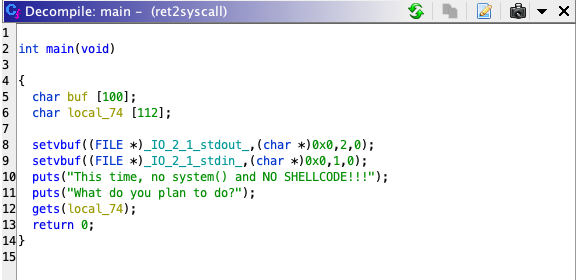 Decompile: main - (ret2syscall)
1
2 int main(void)
3
4 {
5 char buf [100];
6 char local_74 [112];
7
8 setvbuf((FILE *)_IO_2_1_stdout_,(char *)0x0,2,0);
9 setvbuf((FILE *)_IO_2_1_stdin_,(char *)0x0,1,0);
10 puts("This time, no system() and NO SHELLCODE!!!");
11 puts("What do you plan to do?");
12 gets(local_74);
13 return 0;
14 }
15